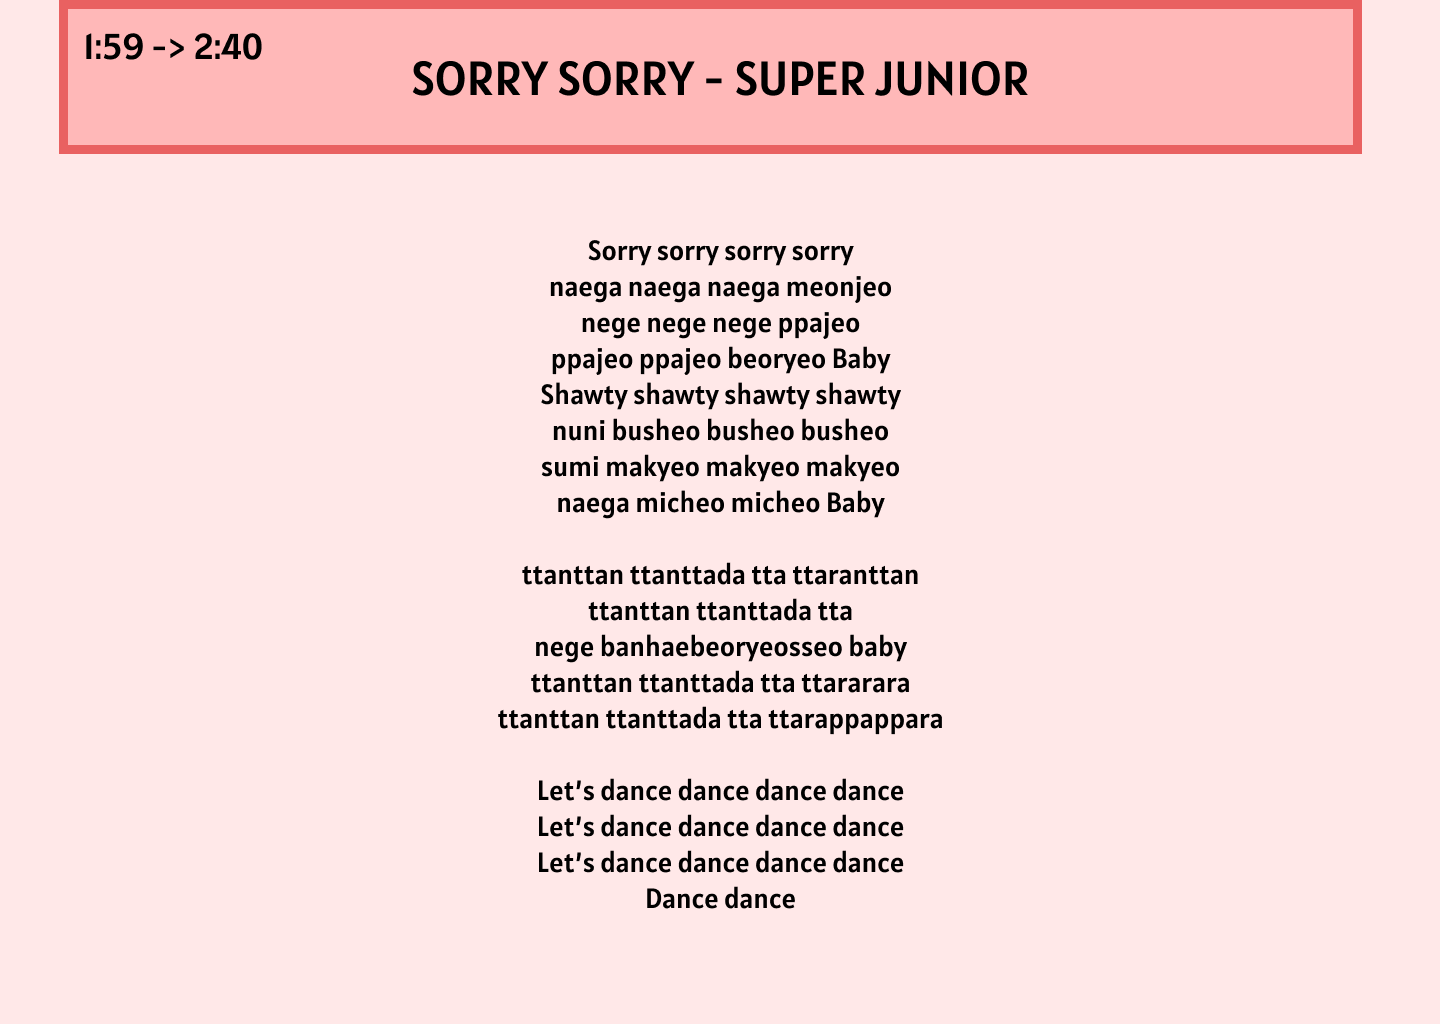 1:59 -> 2:40
SORRY SORRY - SUPER JUNIOR
Sorry sorry sorry sorry
naega naega naega meonjeo
nege nege nege ppajeo
ppajeo ppajeo beoryeo Baby
Shawty shawty shawty shawty
nuni busheo busheo busheo
sumi makyeo makyeo makyeo
naega micheo micheo Baby
ttanttan ttanttada tta ttaranttan
ttanttan ttanttada tta
nege banhaebeoryeosseo baby
ttanttan ttanttada tta ttararara
ttanttan ttanttada tta ttarappappara
Let's dance dance dance dance
Let's dance dance dance dance
Let's dance dance dance dance
Dance dance